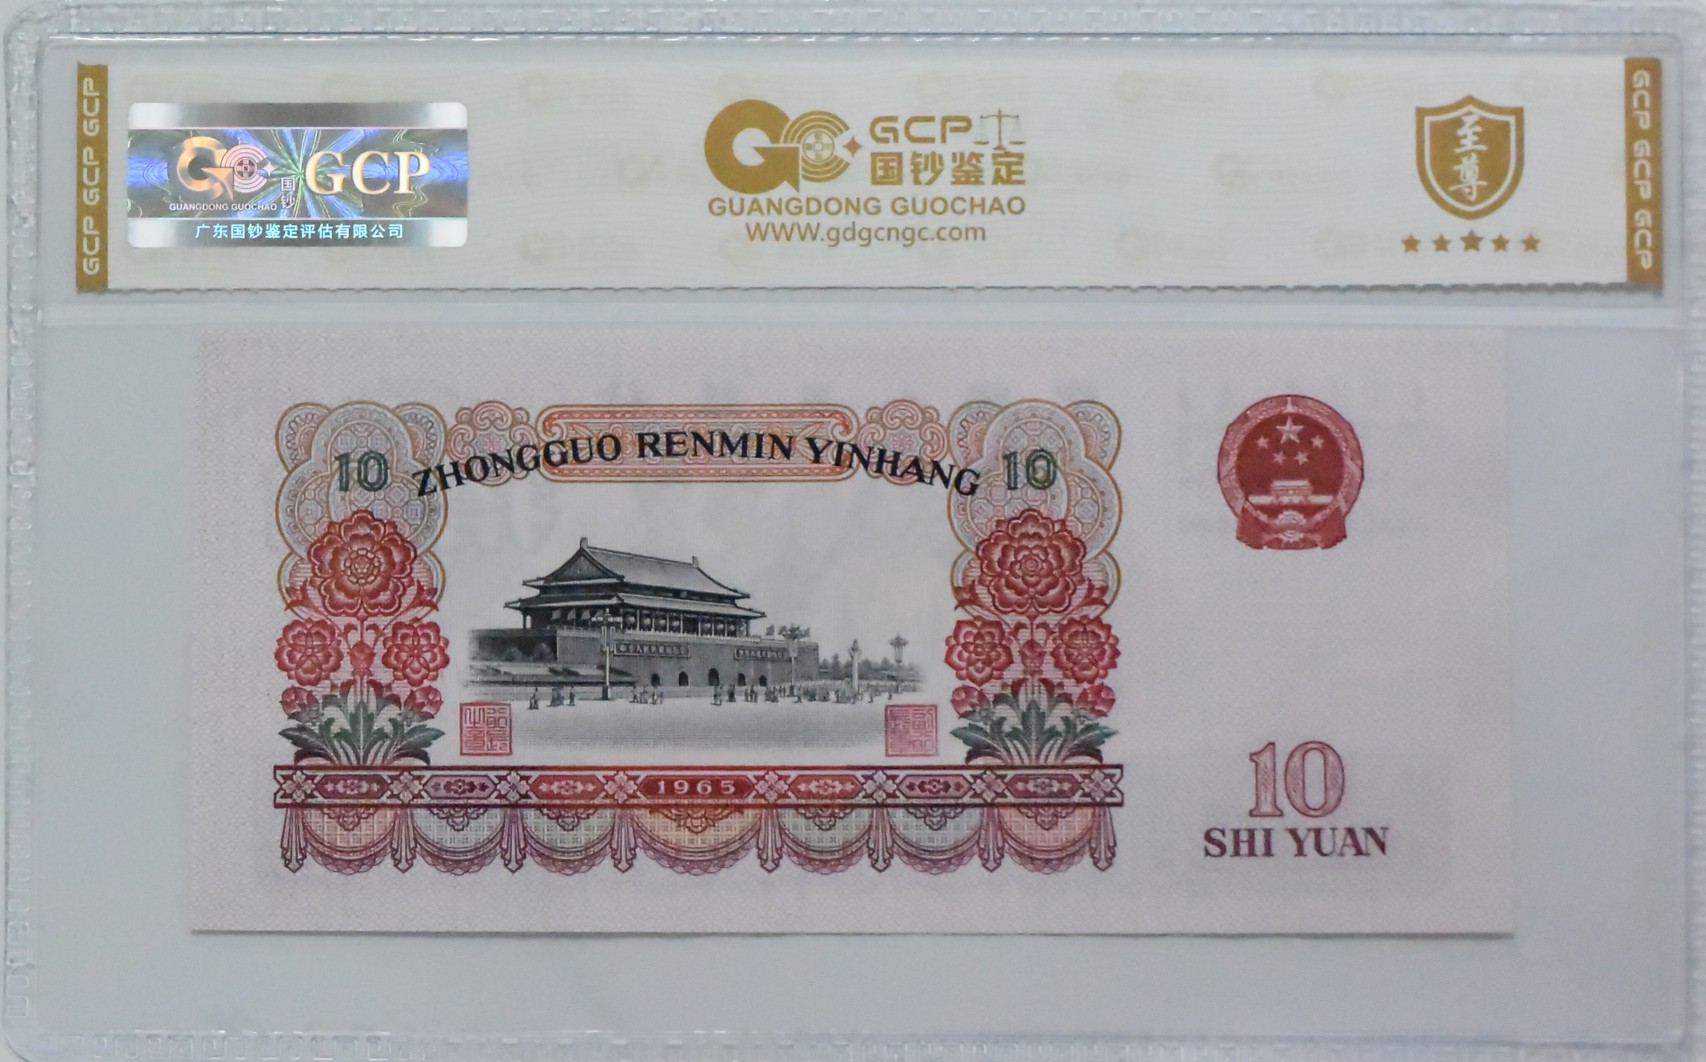 GCP GCP GCP
GCP
国钞
GUANGDONG GUOCHAO
广东国钞鉴定评估有限公司
GCP
国钞鉴定
GUANGDONG GUOCHAO
WWW.gdgcngc.com
至尊
GCP GCP GCP
ZHONGGUO RENMIN YINHANG
10
10
1965
10
SHI YUAN